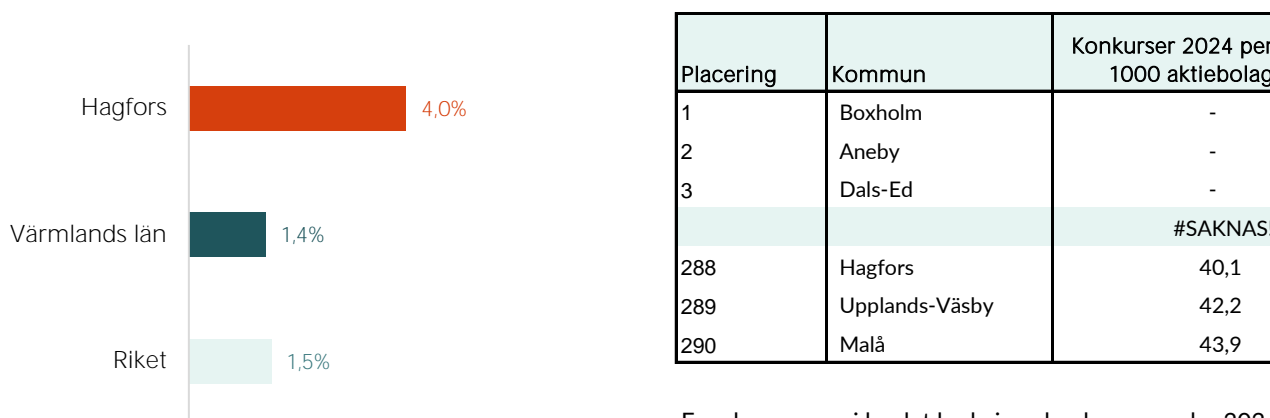 Hagfors 4,0%
Värmlands län 1,4%
Riket 1,5%
Placering Kommun Konkurser 2024 per
1000 aktiebolag
1 Boxholm -
2 Aneby -
3 Dals-Ed -
#SAKNAS!
288 Hagfors 40,1
289 Upplands-Väsby 42,2
290 Malå 43,9